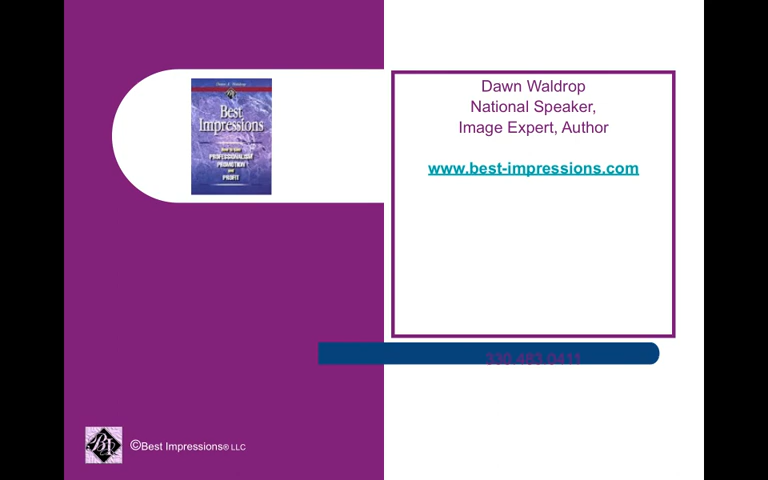 Dawn Waldrop
National Speaker,
Image Expert, Author
www.best-impressions.com
330.483.0411
Best
Impressions
PROFESSIONALISM
PROMOTION
and
PROFIT
©Best Impressions® LLC